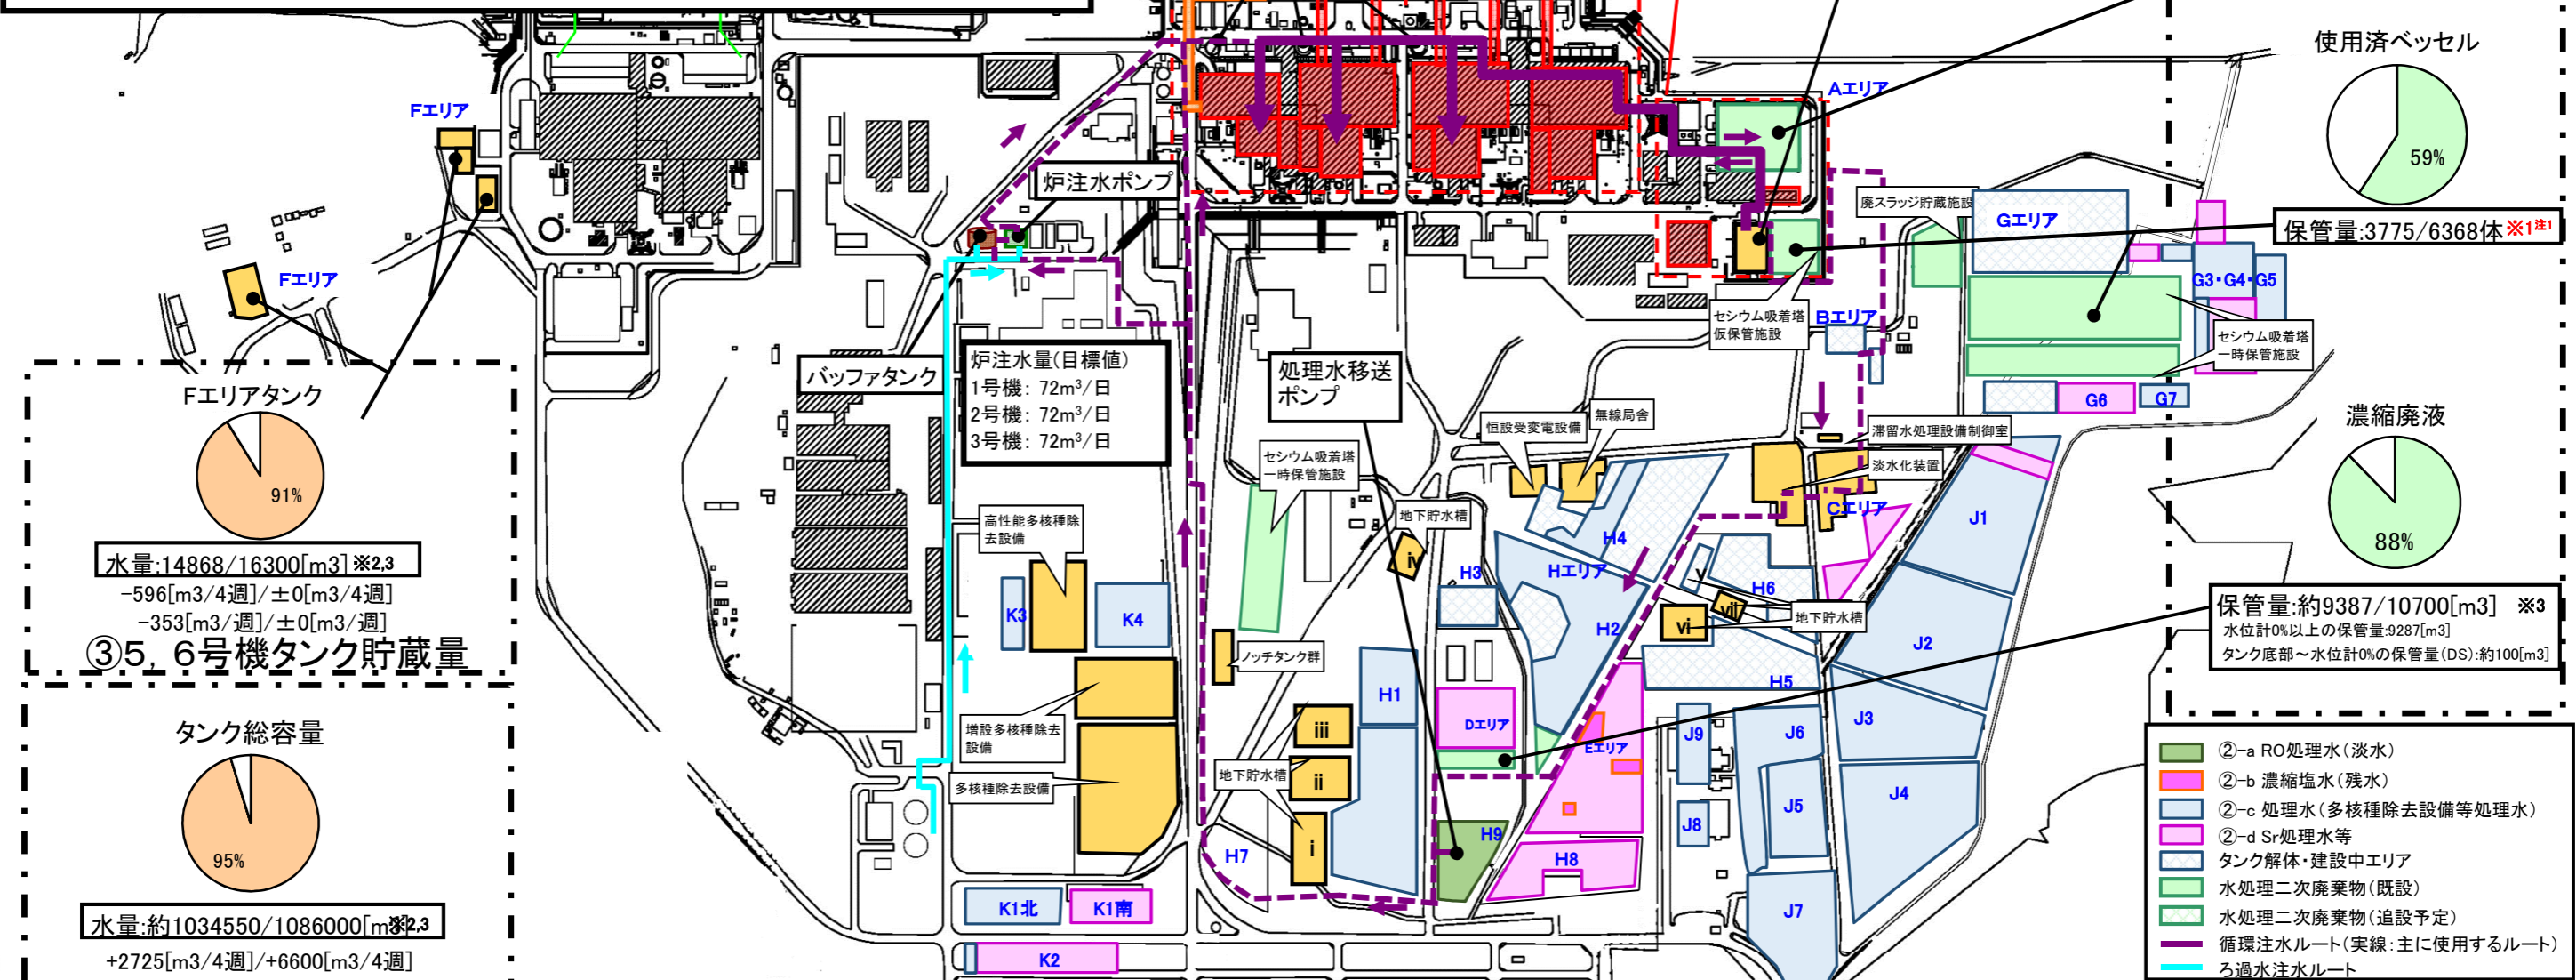 使用済ベッセル
59%
保管量:3775/6368体※1注1
Aエリア
Fエリア
炉注水ポンプ
廃スラッジ貯蔵施設
Gエリア
Fエリア
G3・G4・G5
セシウム吸着塔
仮保管施設
Bエリア
セシウム吸着塔
一時保管施設
Fエリアタンク
91%
水量:14868/16300[m3]※2,3
-596[m3/4週]/±0[m3/4週]
-353[m3/週]/±0[m3/週]
③5, 6号機タンク貯蔵量
バッファタンク
炉注水量(目標値)
1号機: 72m³/日
2号機: 72m³/日
3号機: 72m³/日
処理水移送
ポンプ
G6
G7
恒設受変電設備
無線局舎
滞留水処理設備制御室
淡水化装置
Cエリア
濃縮廃液
88%
保管量:約9387/10700[m3] ※3
水位計0%以上の保管量:9287[m3]
タンク底部~水位計0%の保管量(DS):約100[m3]
セシウム吸着塔
一時保管施設
高性能多核種除
去設備
地下貯水槽
iv
H4
J1
H3
Hエリア
v
H6
vii
地下貯水槽
vi
K3
K4
H2
J2
ノッチタンク群
H1
H5
増設多核種除去
設備
多核種除去設備
iii
ii
地下貯水槽
i
Dエリア
Eエリア
J9
J6
J3
J5
J4
J8
H7
H9
H8
J7
K1北
K1南
K2
タンク総容量
95%
水量:約1034550/1086000[m3]※2,3
+2725[m3/4週]/+6600[m3/4週]
②-a RO処理水(淡水)
②-b 濃縮塩水(残水)
②-c 処理水(多核種除去設備等処理水)
②-d Sr処理水等
タンク解体・建設中エリア
水処理二次廃棄物(既設)
水処理二次廃棄物(追設予定)
循環注水ルート(実線:主に使用するルート)
ろ過水注水ルート